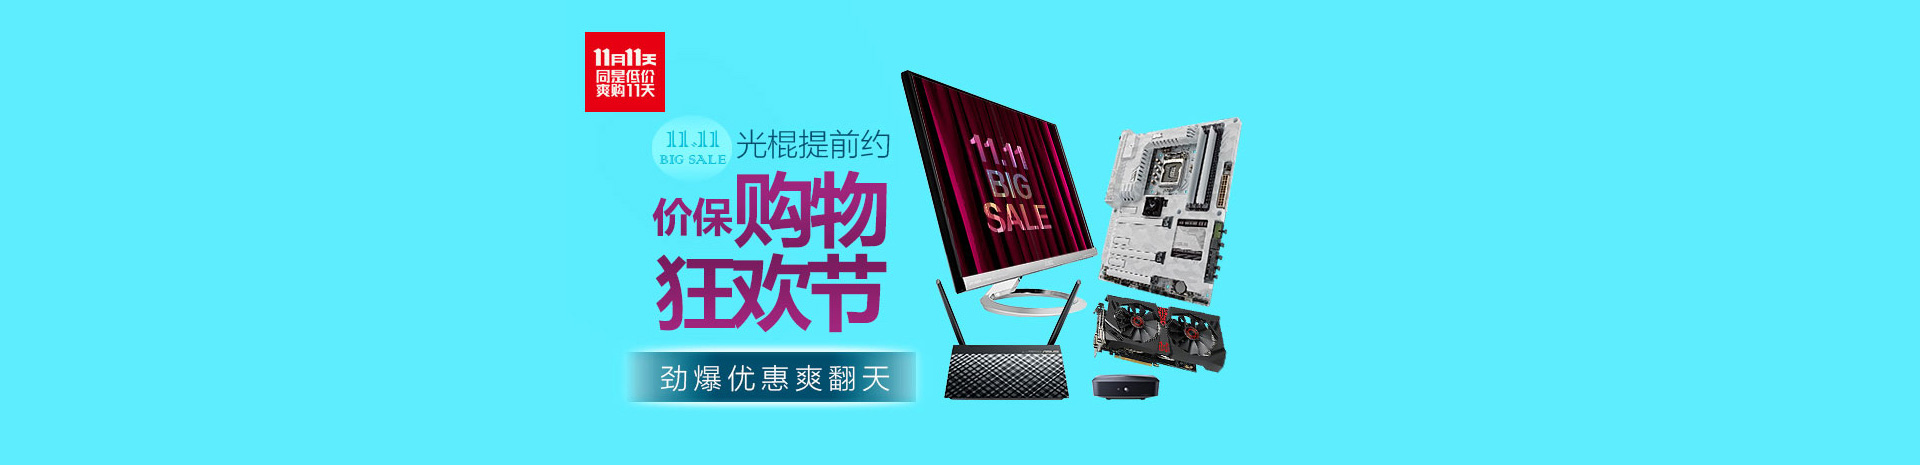 11月11天
同是低价
爽购11天
11.11
BIG SALE
光棍提前约
价保购物
狂欢节
劲爆优惠爽翻天
11.11
BIG
SALE